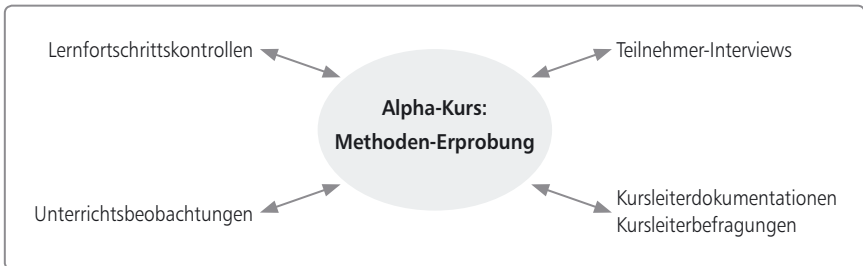 Lernfortschrittskontrollen
Teilnehmer-Interviews
Alpha-Kurs:
Methoden-Erprobung
Unterrichtsbeobachtungen
Kursleiterdokumentationen
Kursleiterbefragungen